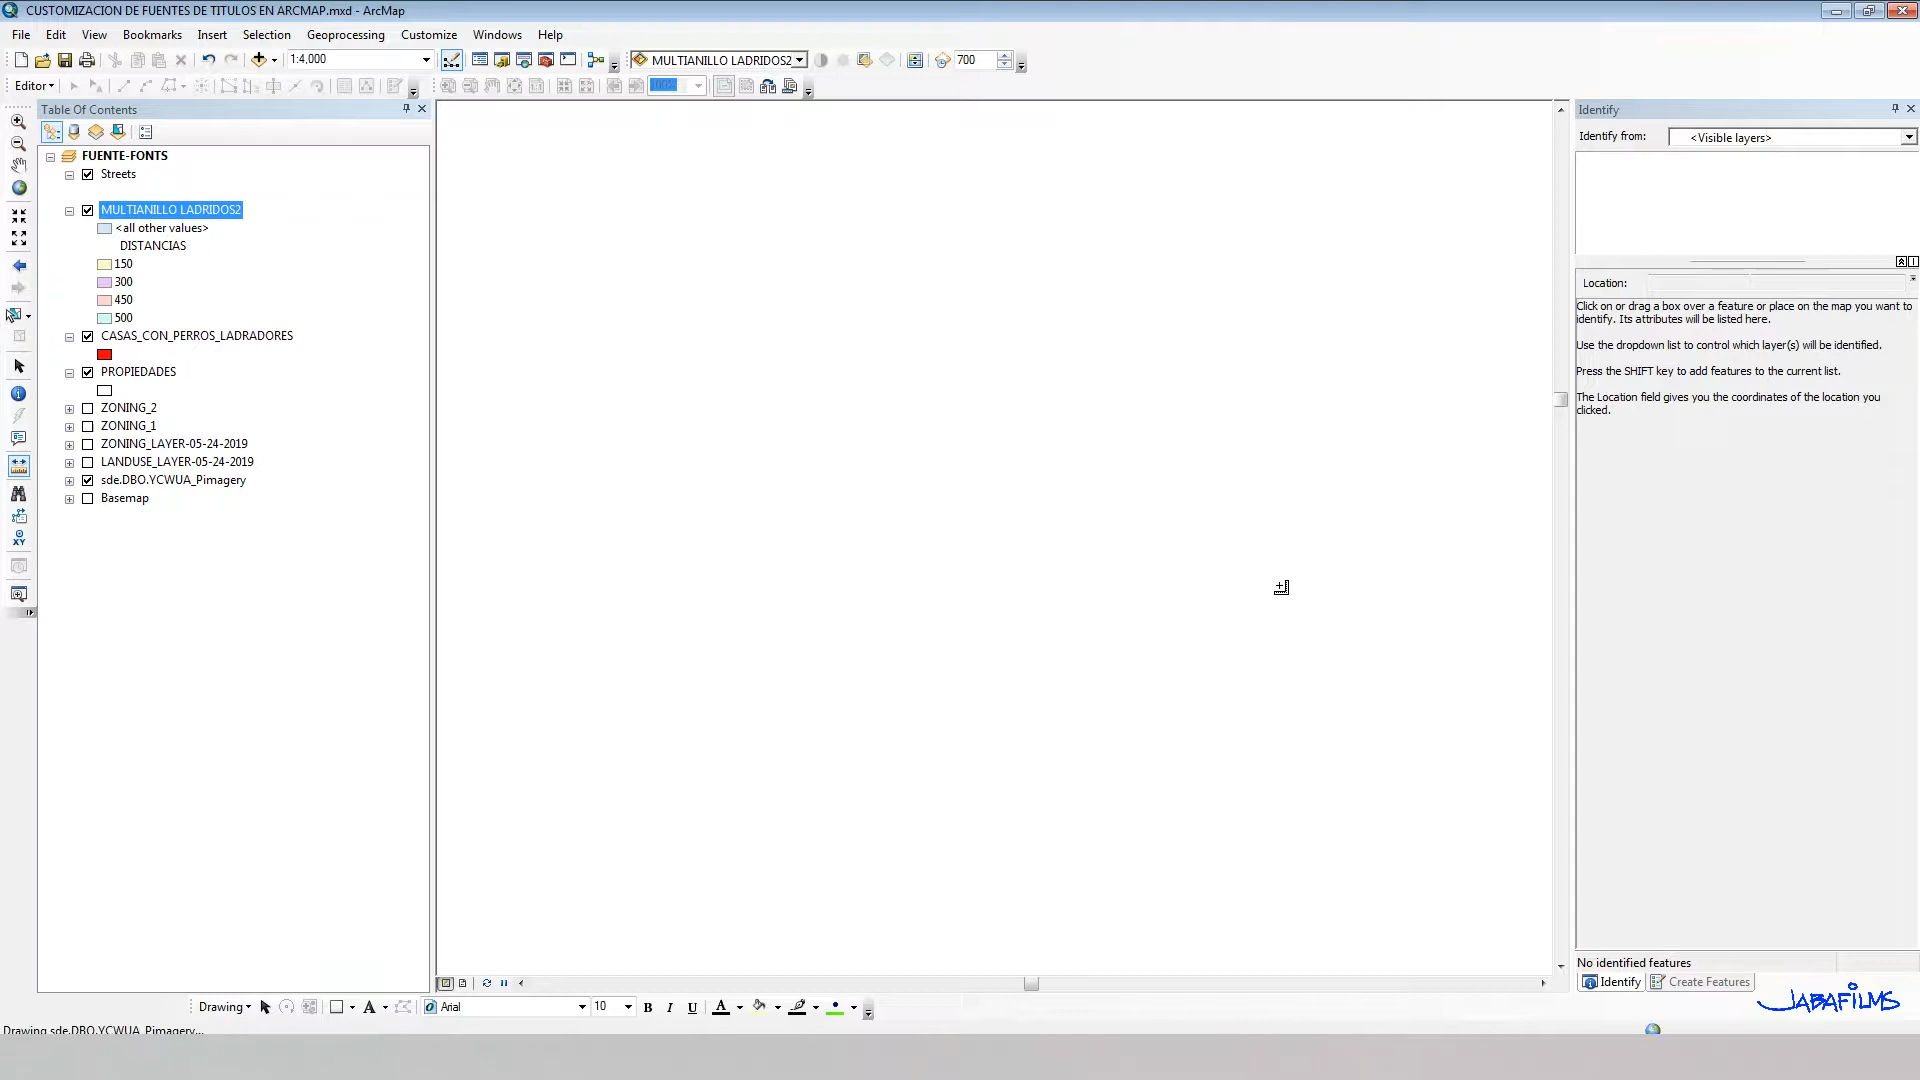 CUSTOMIZACION DE FUENTES DE TITULOS EN ARCMAP.mxd - ArcMap
File Edit View Bookmarks Insert Selection Geoprocessing Customize Windows Help
1:4,000
MULTIANILLO LADRIDOS2
700
Editor
100%
Table Of Contents
FUENTE-FONTS
Streets
MULTIANILLO LADRIDOS2
<all other values>
DISTANCIAS
150
300
450
500
CASAS_CON_PERROS_LADRADORES
PROPIEDADES
ZONING_2
ZONING_1
ZONING_LAYER-05-24-2019
LANDUSE_LAYER-05-24-2019
sde.DBO.YCWUA_Pimagery
Basemap
Identify
Identify from:
<Visible layers>
Location:
Click on or drag a box over a feature or place on the map you want to
identify. Its attributes will be listed here.
Use the dropdown list to control which layer(s) will be identified.
Press the SHIFT key to add features to the current list.
The Location field gives you the coordinates of the location you
clicked.
No identified features
Identify Create Features
JABAFILMS
Drawing A Arial 10 B I U A
Drawing sde.DBO.YCWUA_Pimagery...